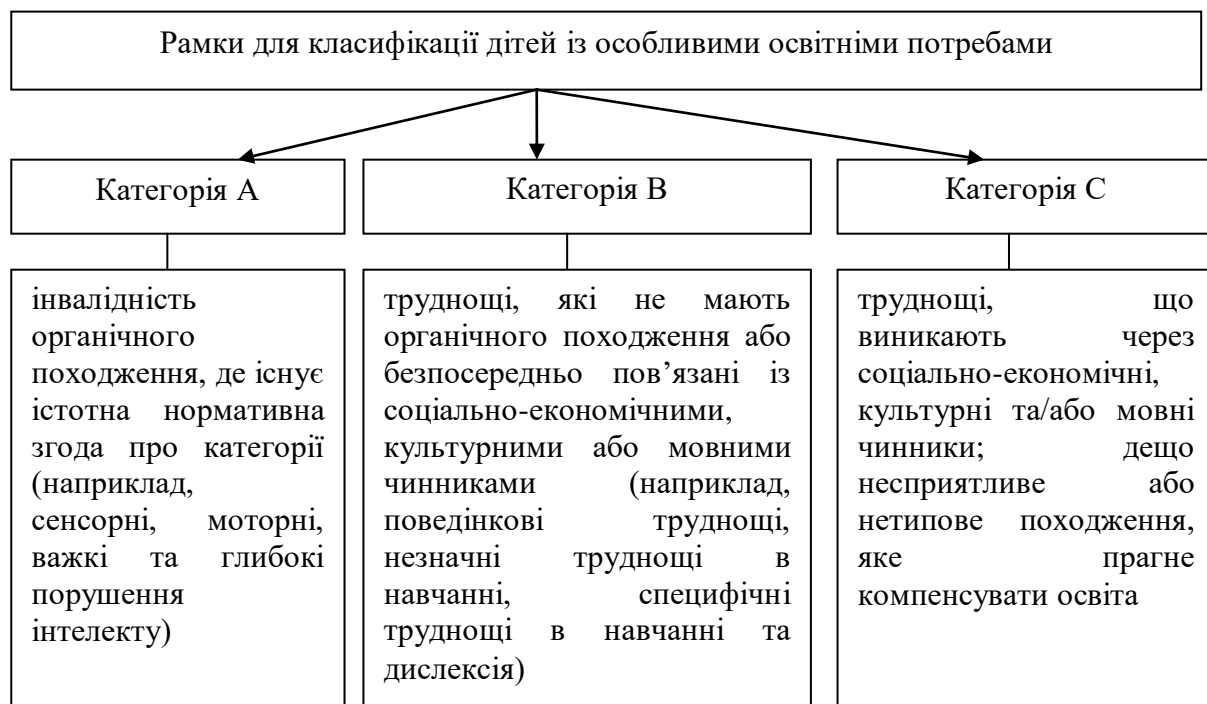 Рамки для класифікації дітей із особливими освітніми потребами
Категорія А
Категорія В
Категорія С
інвалідність
органічного
походження, де існує
істотна нормативна
згода про категорії
(наприклад,
сенсорні, моторні,
важкі та глибокі
порушення
інтелекту)
труднощі, які не мають
органічного походження або
безпосередньо пов’язані із
соціально-економічними,
культурними або мовними
чинниками (наприклад,
поведінкові труднощі,
незначні труднощі в
навчанні, специфічні
труднощі в навчанні та
дислексія)
труднощі, що
виникають через
соціально-економічні,
культурні та/або мовні
чинники; дещо
несприятливе або
нетипове походження,
яке прагне
компенсувати освіта